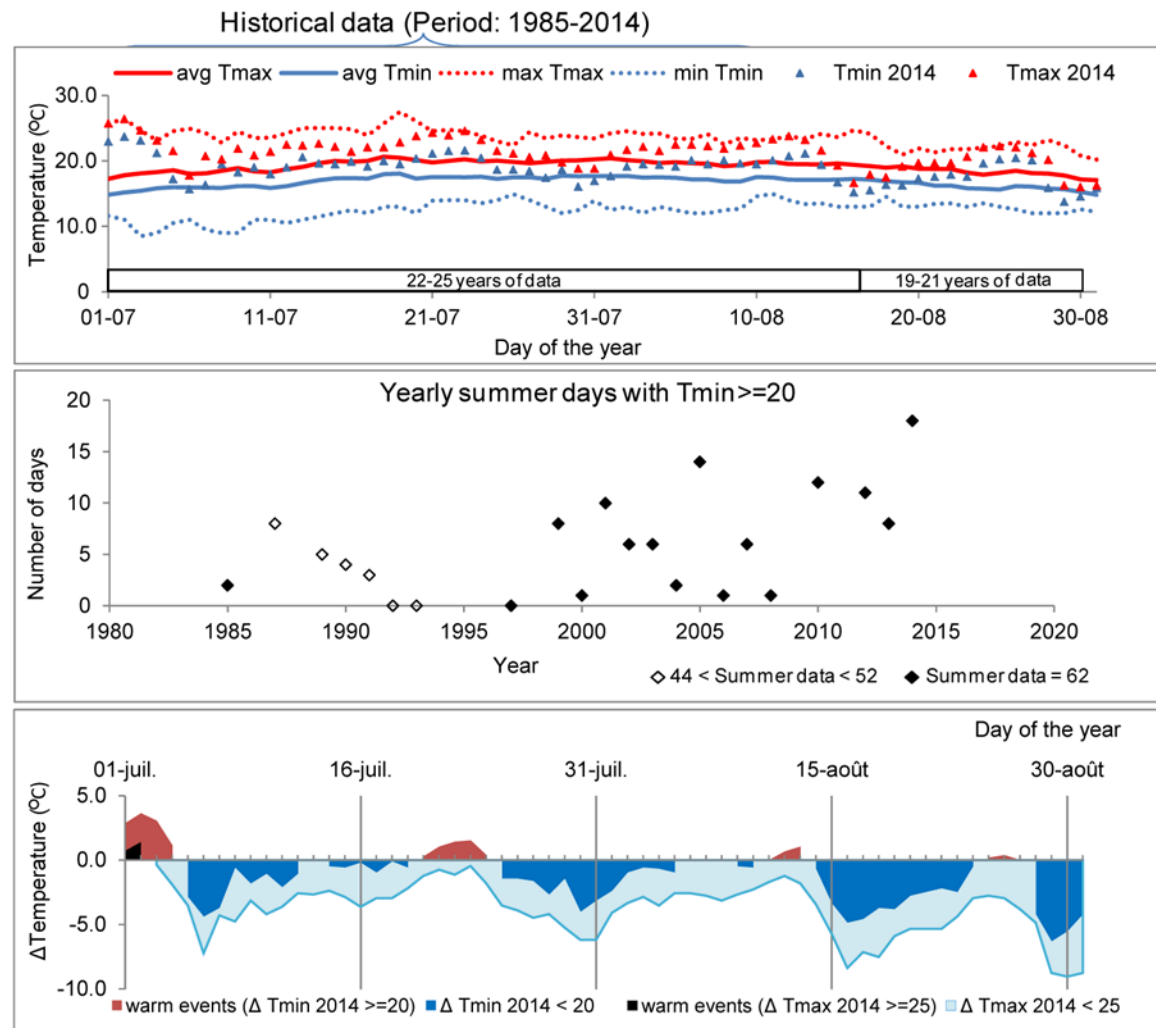 Historical data (Period: 1985-2014)
avg Tmax avg Tmin max Tmax min Tmin Tmin 2014 Tmax 2014
30.0
20.0
10.0
0
Temperature (ºC)
22-25 years of data 19-21 years of data
01-07 11-07 21-07 31-07 10-08 20-08 30-08
Day of the year
Yearly summer days with Tmin >=20
20
15
10
5
0
Number of days
1980 1985 1990 1995 2000 2005 2010 2015 2020
Year
44 < Summer data < 52 Summer data = 62
Day of the year
01-juil. 16-juil. 31-juil. 15-août 30-août
5.0
0.0
-5.0
-10.0
ΔTemperature (ºC)
warm events (Δ Tmin 2014 >=20) Δ Tmin 2014 < 20 warm events (Δ Tmax 2014 >=25) Δ Tmax 2014 < 25